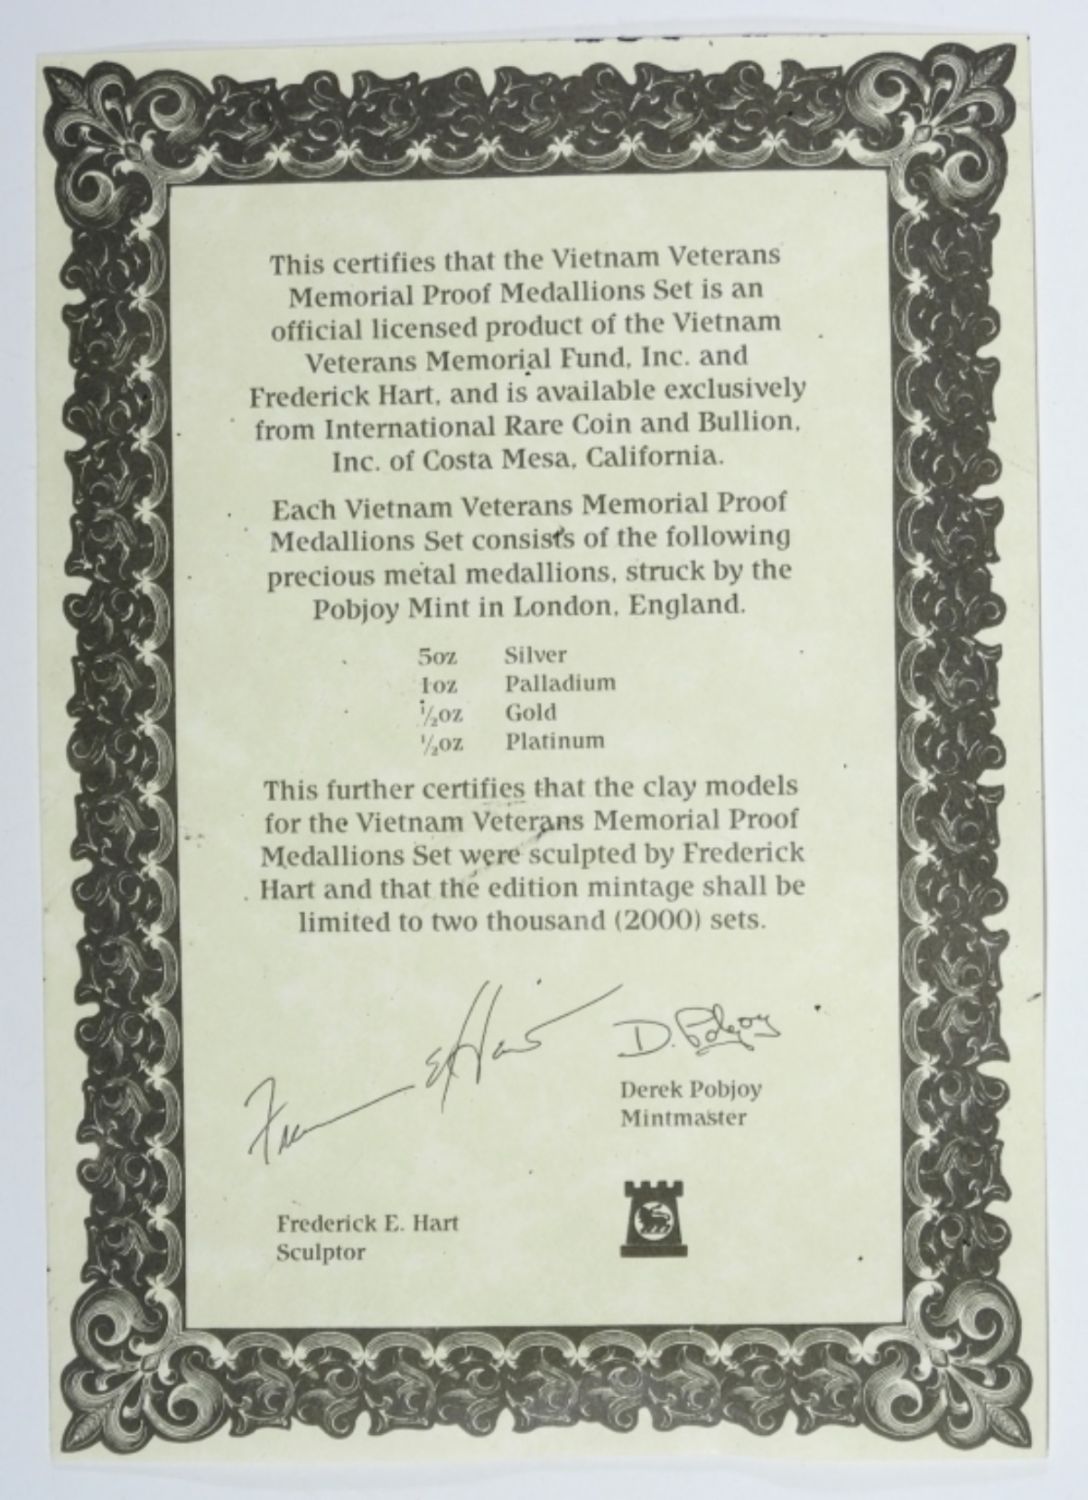 This certifies that the Vietnam Veterans
Memorial Proof Medallions Set is an
official licensed product of the Vietnam
Veterans Memorial Fund, Inc. and
Frederick Hart, and is available exclusively
from International Rare Coin and Bullion,
Inc. of Costa Mesa, California.
Each Vietnam Veterans Memorial Proof
Medallions Set consists of the following
precious metal medallions, struck by the
Pobjoy Mint in London, England.
5oz Silver
1oz Palladium
½oz Gold
½oz Platinum
This further certifies that the clay models
for the Vietnam Veterans Memorial Proof
Medallions Set were sculpted by Frederick
Hart and that the edition mintage shall be
limited to two thousand (2000) sets.
D. Pobjoy
Derek Pobjoy
Mintmaster
Frederick E. Hart
Sculptor